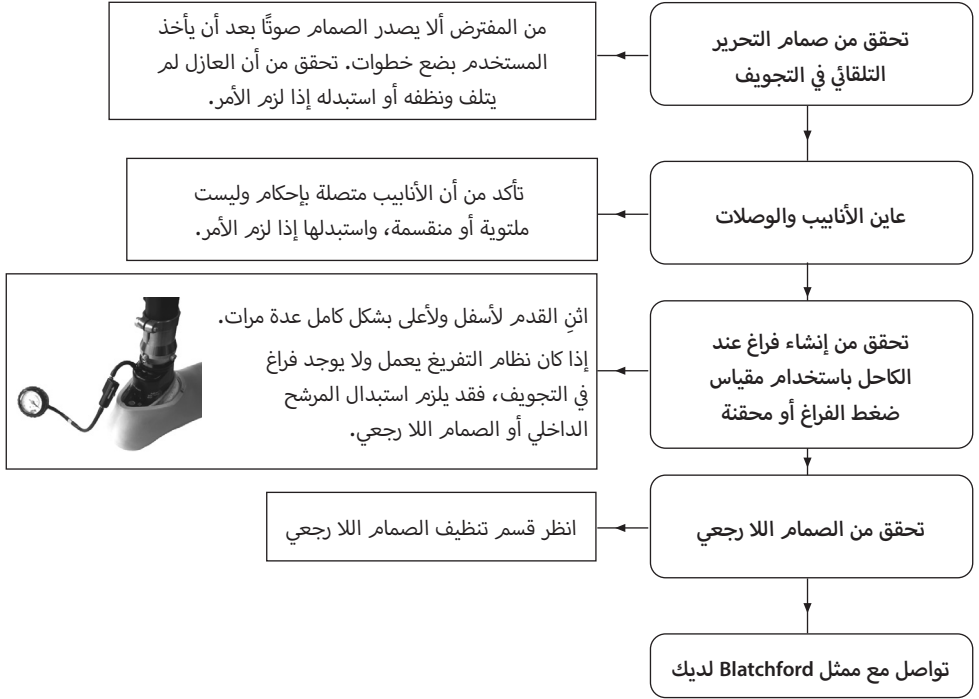 تحقق من صمام التحرير
التلقائي في التجويف
من المفترض ألا يصدر الصمام صوتًا بعد أن يأخذ
المستخدم بضع خطوات. تحقق من أن العازل لم
يتلف ونظفه أو استبدله إذا لزم الأمر.
عاين الأنابيب والوصلات
تأكد من أن الأنابيب متصلة بإحكام وليست
ملتوية أو منقسمة، واستبدلها إذا لزم الأمر.
تحقق من إنشاء فراغ عند
الكاحل باستخدام مقياس
ضغط الفراغ أو محقنة
اثنِ القدم لأسفل ولأعلى بشكل كامل عدة مرات.
إذا كان نظام التفريغ يعمل ولا يوجد فراغ
في التجويف، فقد يلزم استبدال المرشح
الداخلي أو الصمام اللا رجعي.
تحقق من الصمام اللا رجعي
انظر قسم تنظيف الصمام اللا رجعي
تواصل مع ممثل Blatchford لديك